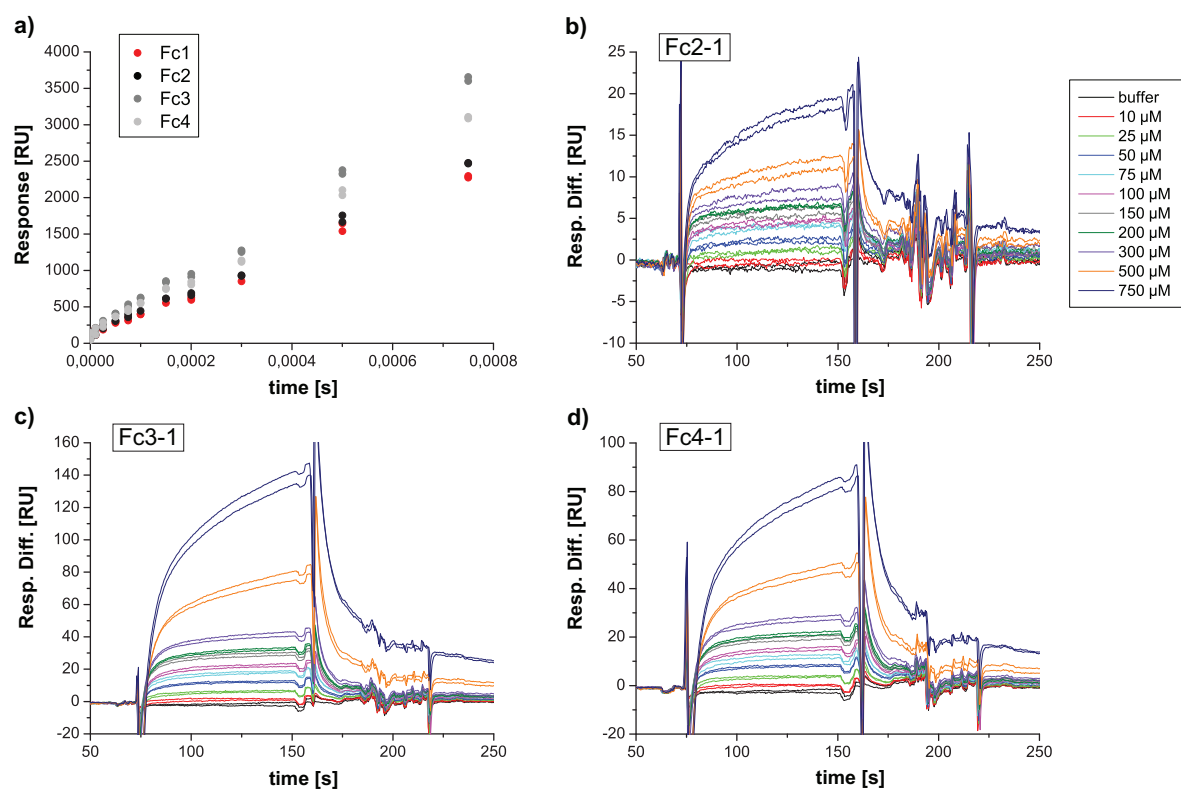 a)
Fc1
Fc2
Fc3
Fc4
Response [RU]
4000
3500
3000
2500
2000
1500
1000
500
0
0,0000
0,0002
0,0004
0,0006
0,0008
time [s]
b)
Fc2-1
Resp. Diff. [RU]
25
20
15
10
5
0
-5
-10
50
100
150
200
250
time [s]
buffer
10 µM
25 µM
50 µM
75 µM
100 µM
150 µM
200 µM
300 µM
500 µM
750 µM
c)
Fc3-1
Resp. Diff. [RU]
160
140
120
100
80
60
40
20
0
-20
50
100
150
200
250
time [s]
d)
Fc4-1
Resp. Diff. [RU]
100
80
60
40
20
0
-20
50
100
150
200
250
time [s]